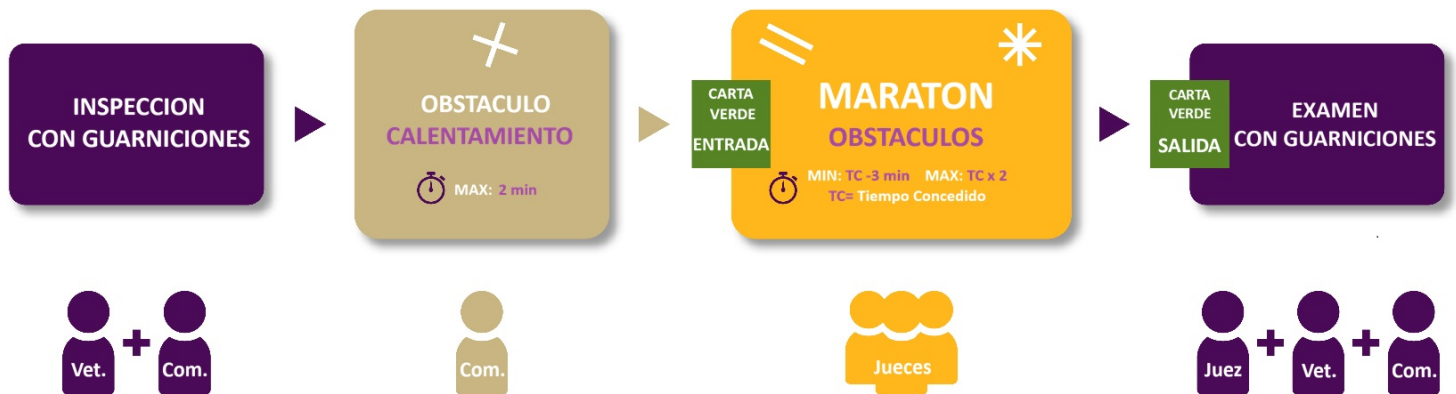 INSPECCION
CON GUARNICIONES
OBSTACULO
CALENTAMIENTO
MAX: 2 min
CARTA
VERDE
ENTRADA
MARATON
OBSTACULOS
MIN: TC -3 min MAX: TC x 2
TC= Tiempo Concedido
CARTA
VERDE
SALIDA
EXAMEN
CON GUARNICIONES
Vet. + Com.
Com.
Jueces
Juez + Vet. + Com.